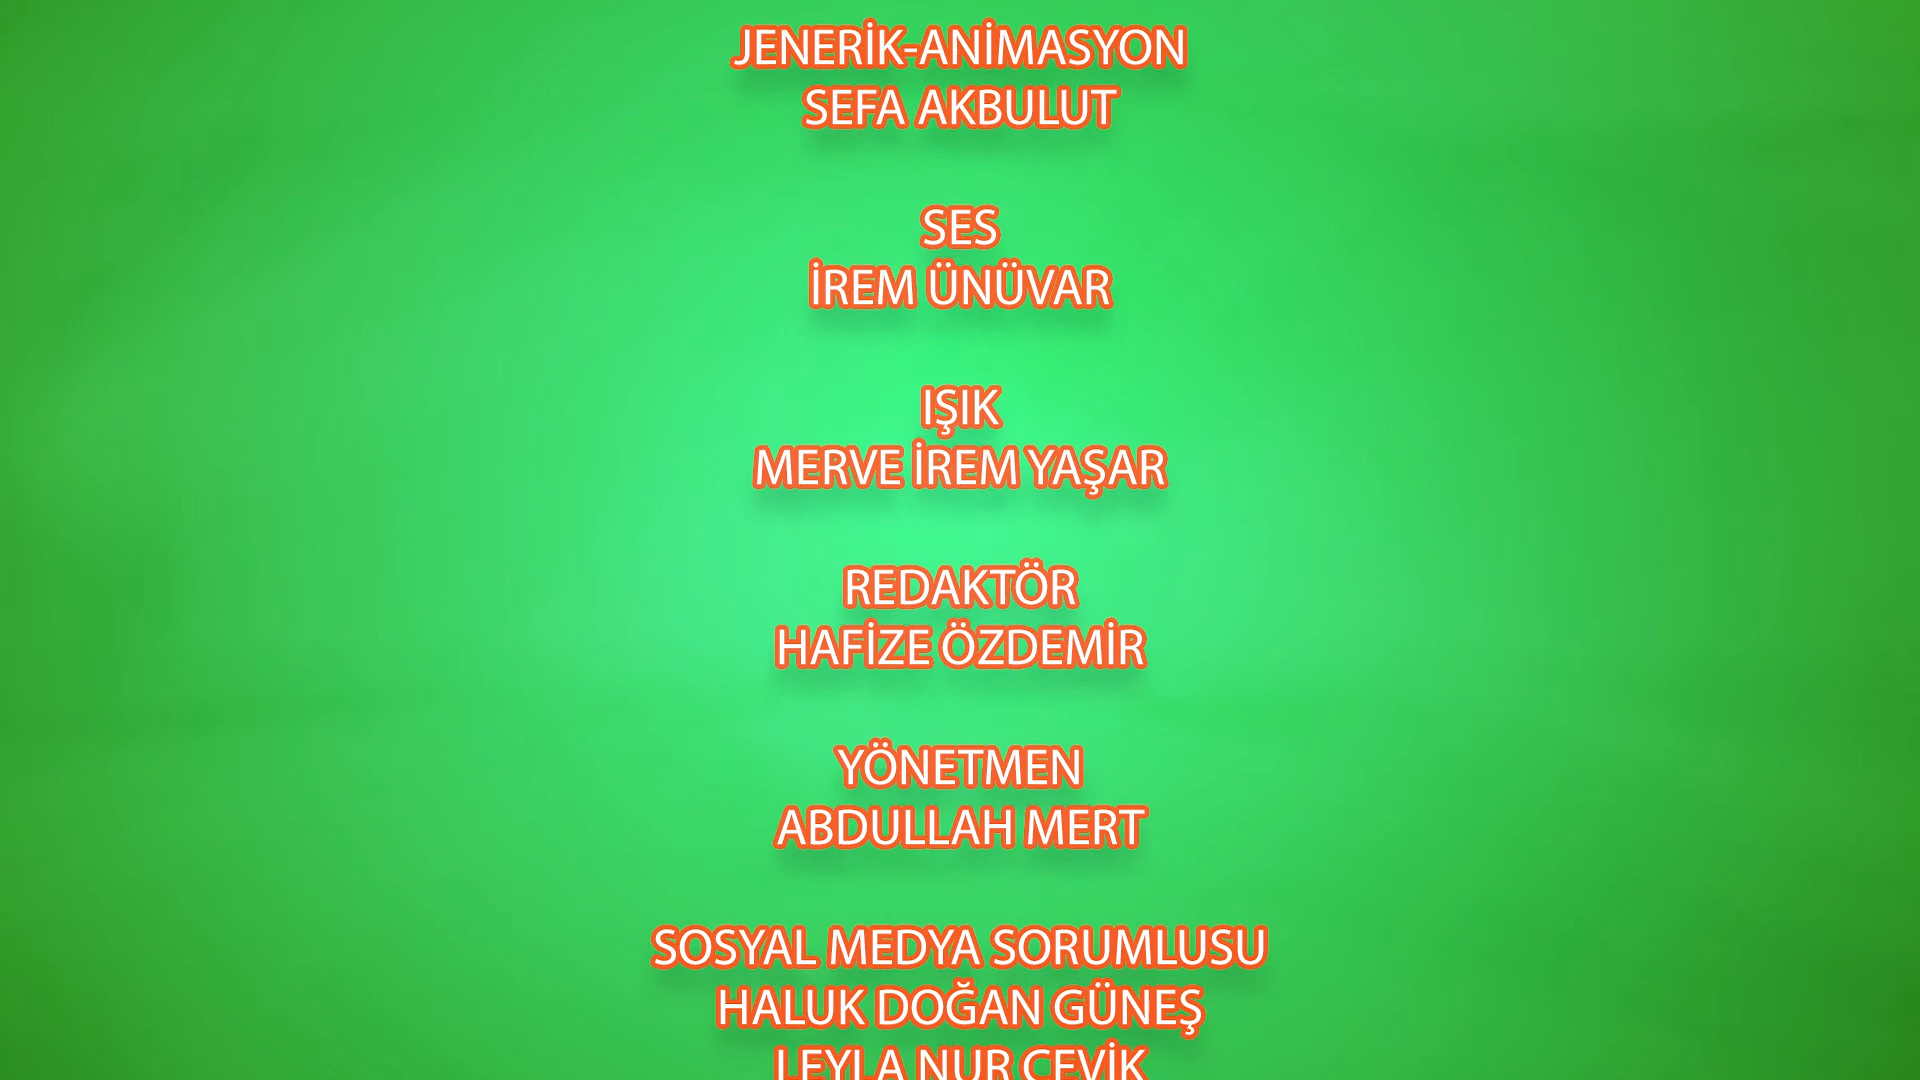 JENERİK-ANİMASYON
SEFA AKBULUT
SES
İREM ÜNÜVAR
IŞIK
MERVE İREM YAŞAR
REDAKTÖR
HAFİZE ÖZDEMİR
YÖNETMEN
ABDULLAH MERT
SOSYAL MEDYA SORUMLUSU
HALUK DOĞAN GÜNEŞ
LEYLA NUR